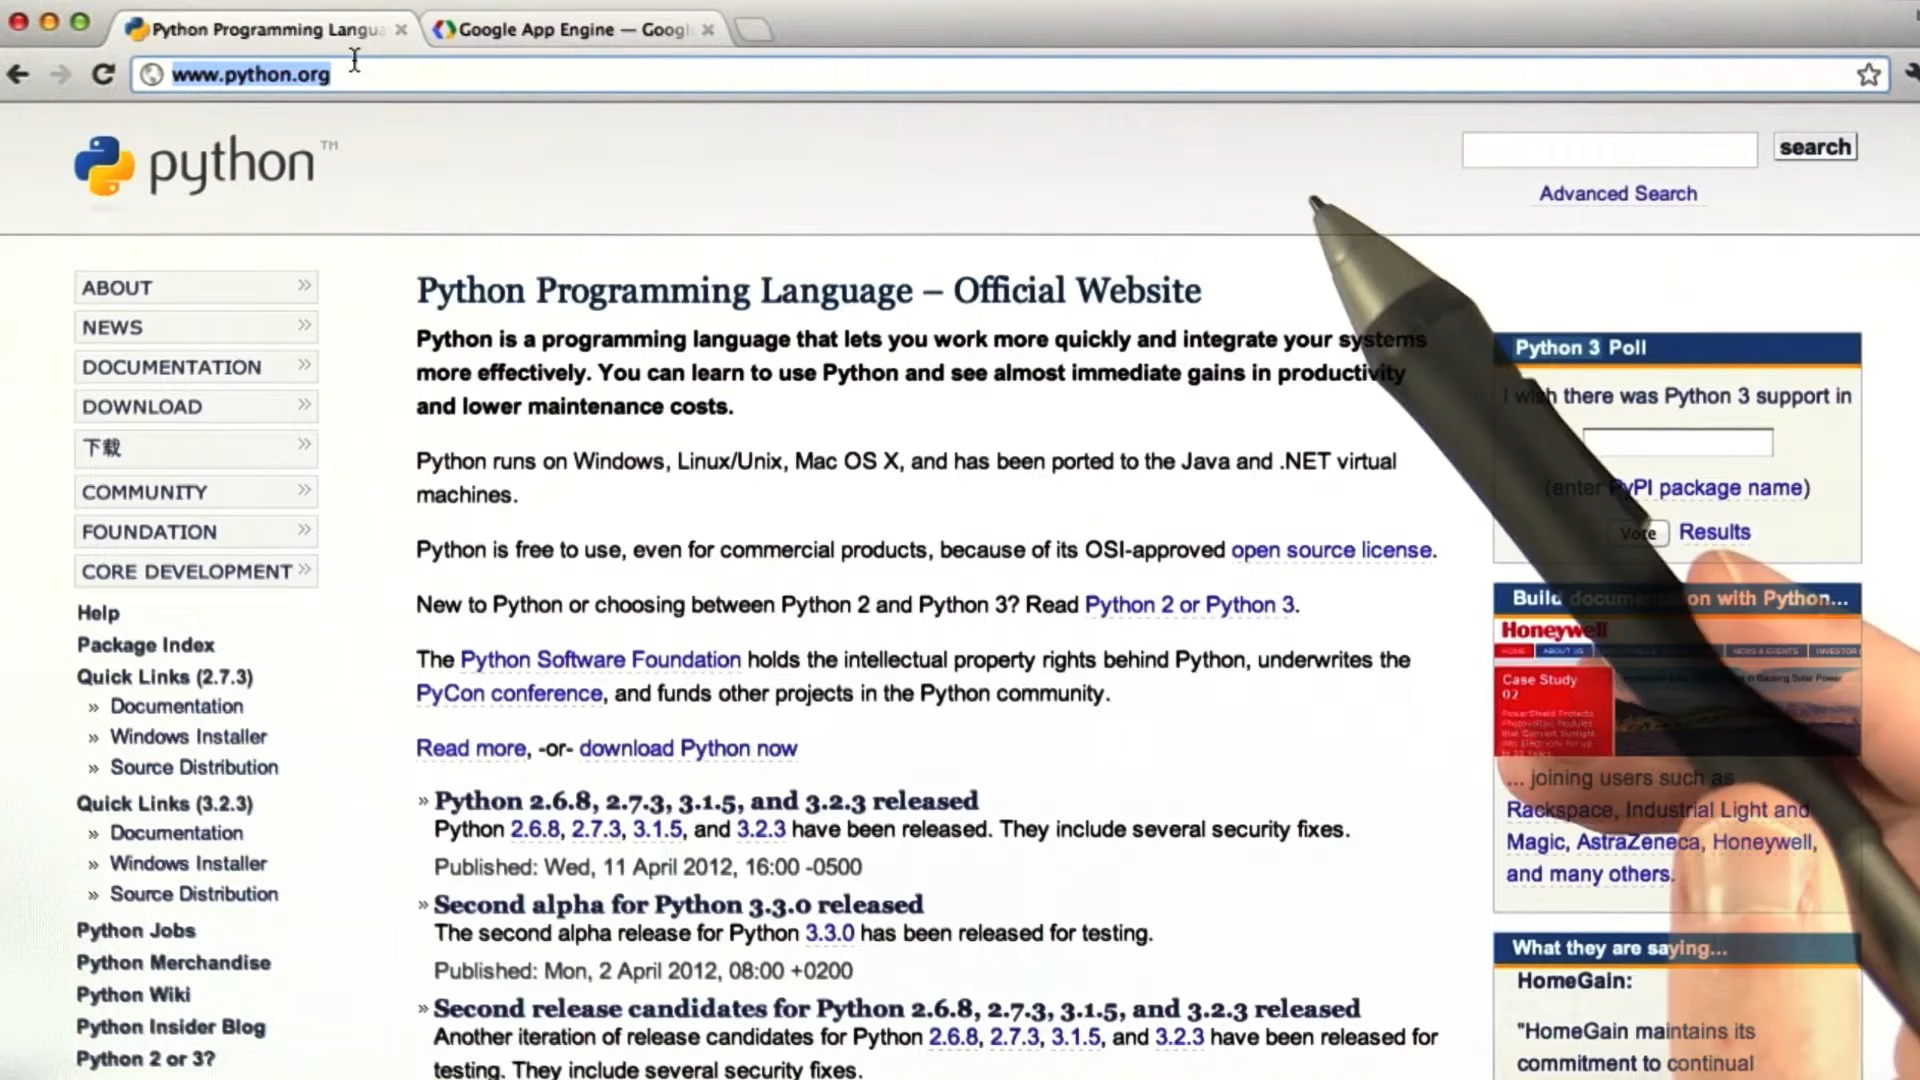 Python Programming Langua
Google App Engine — Googl
www.python.org
python™
search
Advanced Search
ABOUT
NEWS
DOCUMENTATION
DOWNLOAD
下载
COMMUNITY
FOUNDATION
CORE DEVELOPMENT
Help
Package Index
Quick Links (2.7.3)
» Documentation
» Windows Installer
» Source Distribution
Quick Links (3.2.3)
» Documentation
» Windows Installer
» Source Distribution
Python Jobs
Python Merchandise
Python Wiki
Python Insider Blog
Python 2 or 3?
Python Programming Language – Official Website
Python is a programming language that lets you work more quickly and integrate your systems
more effectively. You can learn to use Python and see almost immediate gains in productivity
and lower maintenance costs.
Python runs on Windows, Linux/Unix, Mac OS X, and has been ported to the Java and .NET virtual
machines.
Python is free to use, even for commercial products, because of its OSI-approved open source license.
New to Python or choosing between Python 2 and Python 3? Read Python 2 or Python 3.
The Python Software Foundation holds the intellectual property rights behind Python, underwrites the
PyCon conference, and funds other projects in the Python community.
Read more, -or- download Python now
» Python 2.6.8, 2.7.3, 3.1.5, and 3.2.3 released
Python 2.6.8, 2.7.3, 3.1.5, and 3.2.3 have been released. They include several security fixes.
Published: Wed, 11 April 2012, 16:00 -0500
» Second alpha for Python 3.3.0 released
The second alpha release for Python 3.3.0 has been released for testing.
Published: Mon, 2 April 2012, 08:00 +0200
» Second release candidates for Python 2.6.8, 2.7.3, 3.1.5, and 3.2.3 released
Another iteration of release candidates for Python 2.6.8, 2.7.3, 3.1.5, and 3.2.3 have been released for
testing. They include several security fixes.
Python 3 Poll
I wish there was Python 3 support in
(enter PyPI package name)
Vote Results
Build documentation with Python...
Honeywell
HOME ABOUT US NEWS & EVENTS INVESTOR
Case Study
02
... joining users such as
Rackspace, Industrial Light and
Magic, AstraZeneca, Honeywell,
and many others.
What they are saying...
HomeGain:
"HomeGain maintains its
commitment to continual